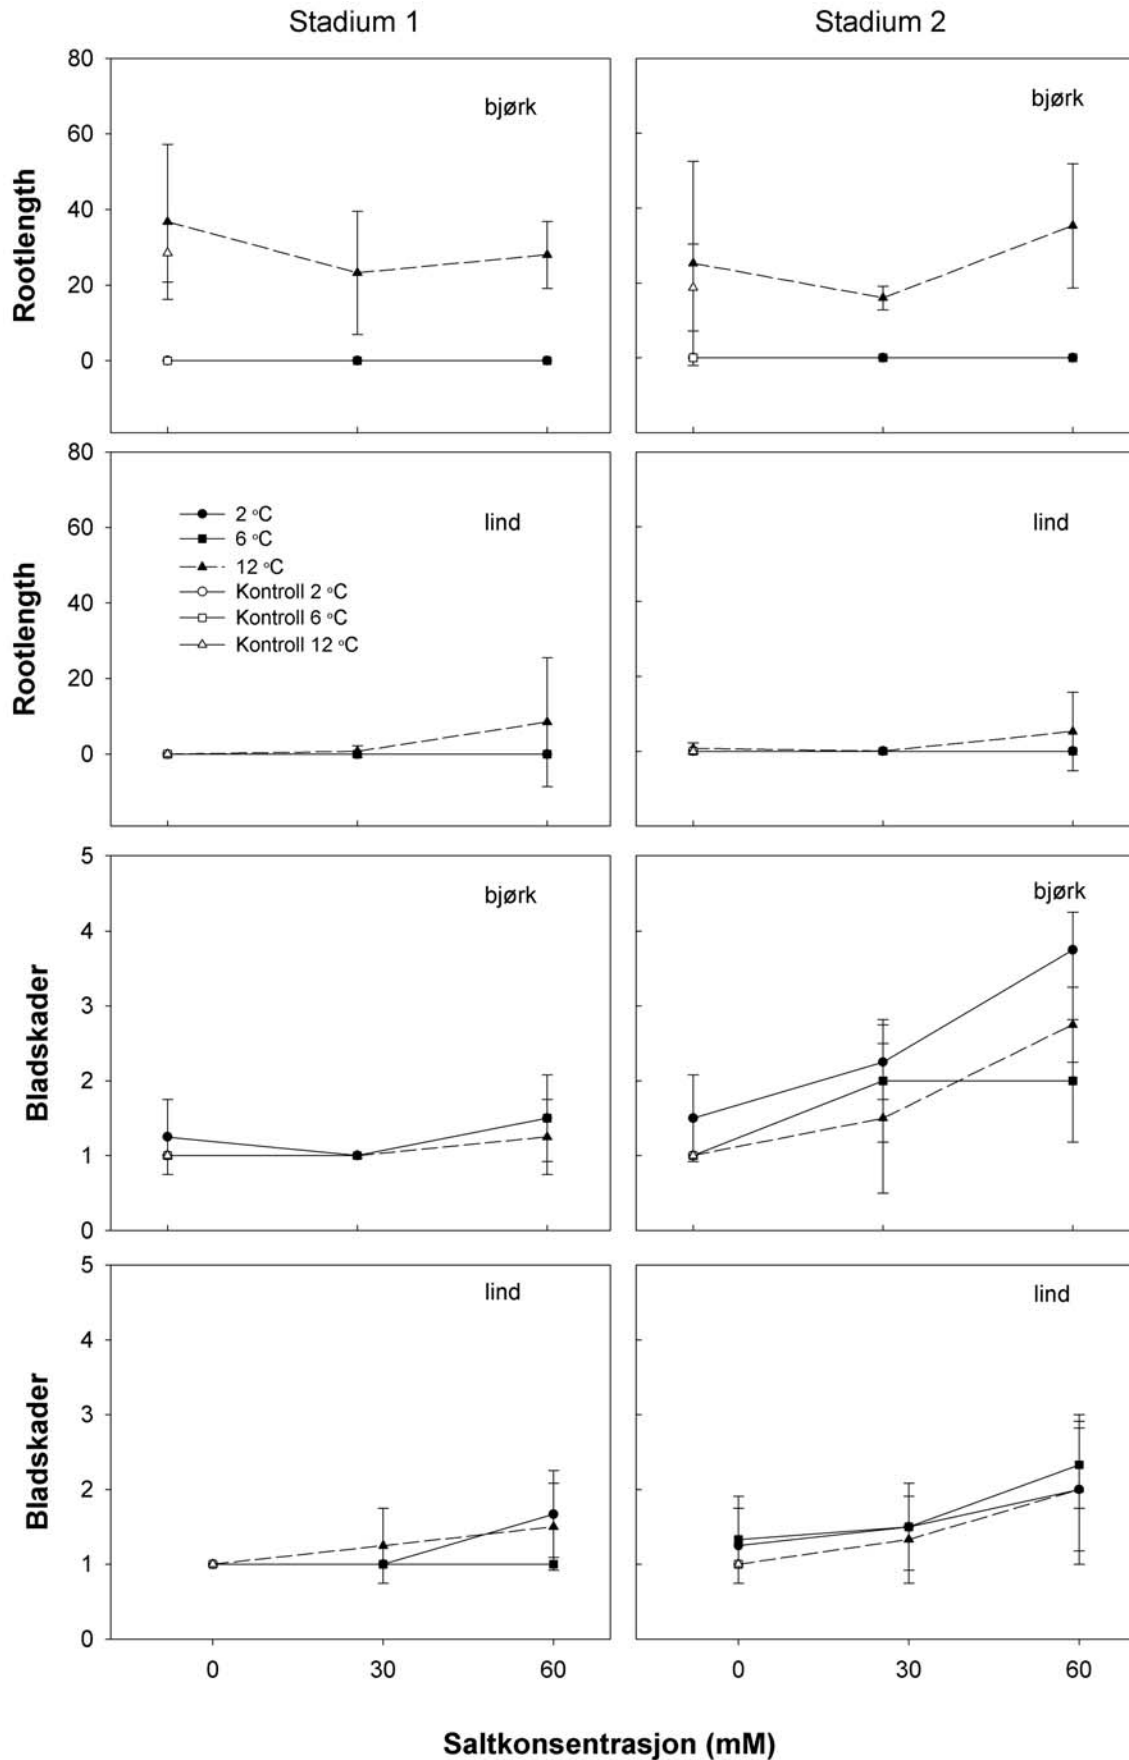 Stadium 1
Stadium 2
Rootlength
80
60
40
20
0
bjørk
bjørk
Rootlength
80
60
40
20
0
2 °C
6 °C
12 °C
Kontroll 2 °C
Kontroll 6 °C
Kontroll 12 °C
lind
lind
Bladskader
5
4
3
2
1
0
bjørk
bjørk
Bladskader
5
4
3
2
1
0
lind
lind
0 30 60
0 30 60
Saltkonsentrasjon (mM)